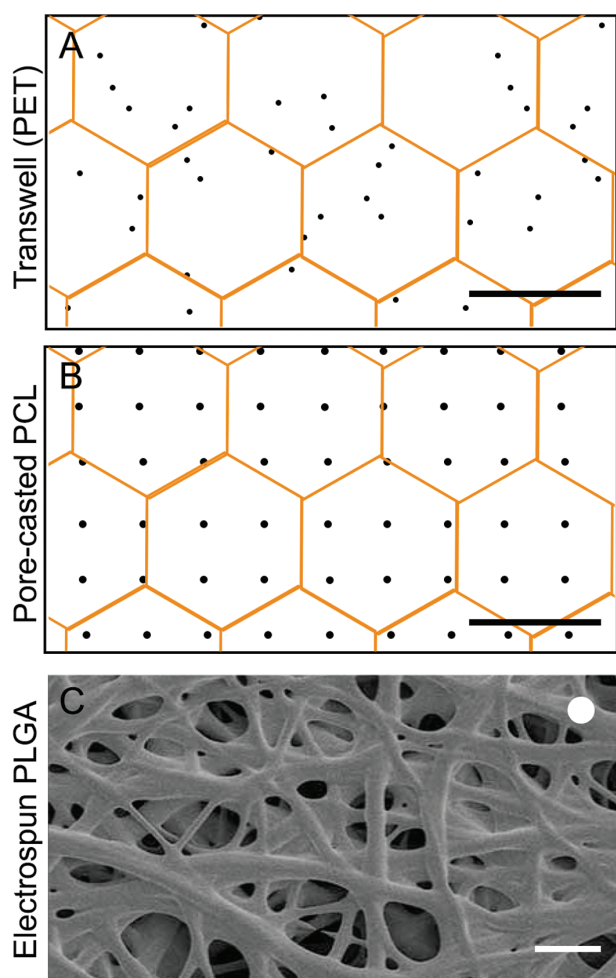 A
Transwell (PET)
B
Pore-casted PCL
C
Electrospun PLGA